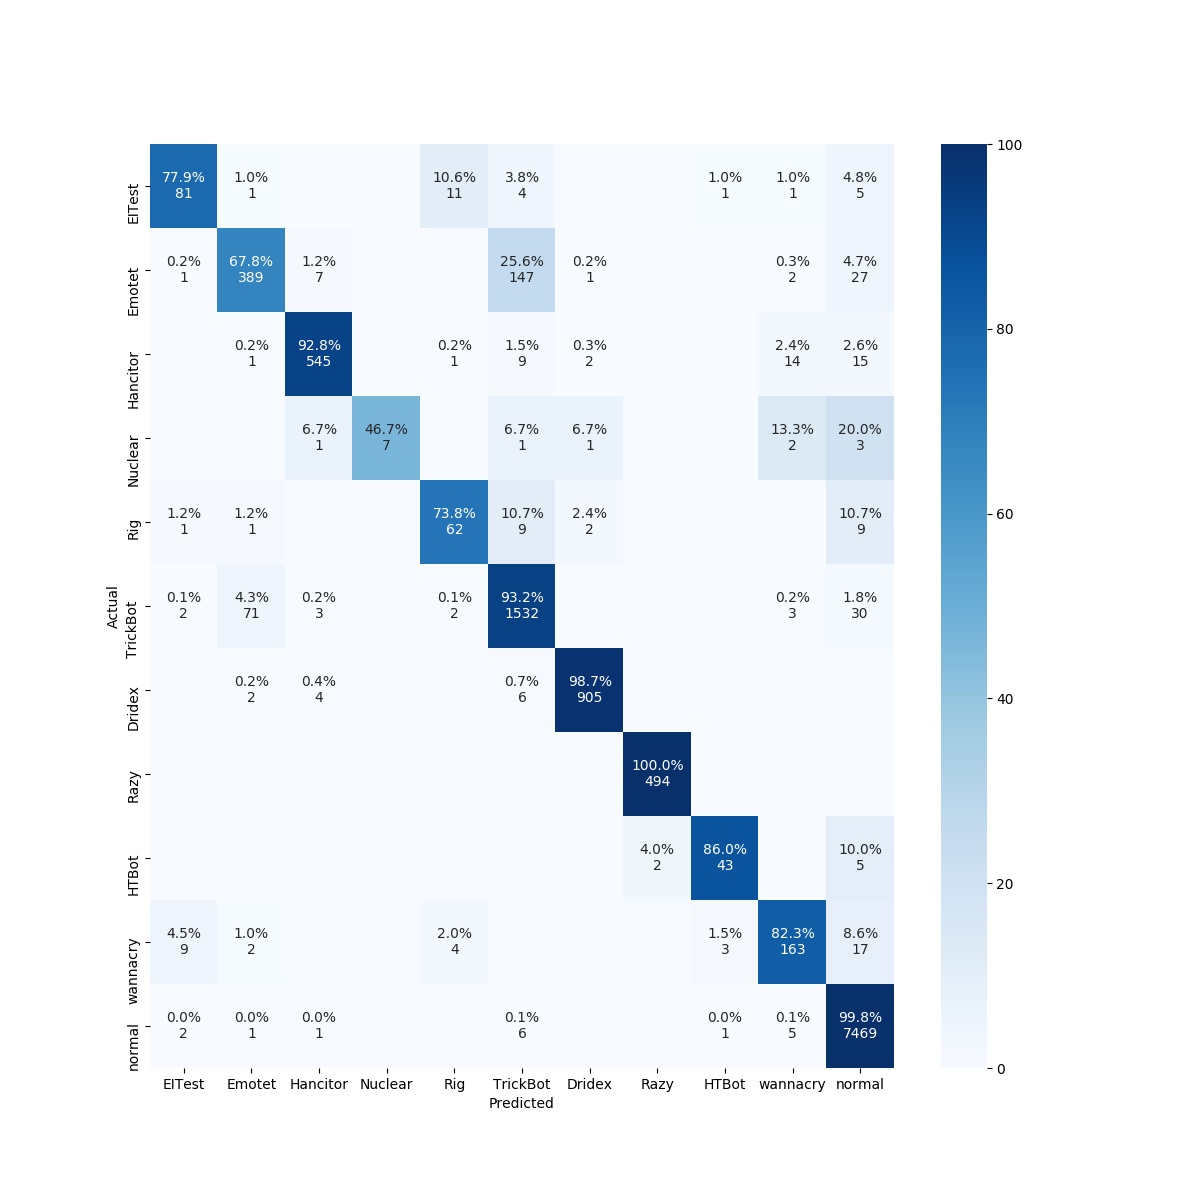 77.9% 1.0% 10.6% 3.8% 1.0% 1.0% 4.8%
81 1 11 4 1 1 5
EITest
0.2% 67.8% 1.2% 25.6% 0.2% 0.3% 4.7%
1 389 7 147 1 2 27
Emotet
0.2% 92.8% 0.2% 1.5% 0.3% 2.4% 2.6%
1 545 1 9 2 14 15
Hancitor
6.7% 46.7% 6.7% 6.7% 13.3% 20.0%
1 7 1 1 2 3
Nuclear
1.2% 1.2% 73.8% 10.7% 2.4% 10.7%
1 1 62 9 2 9
Rig
0.1% 4.3% 0.2% 0.1% 93.2% 0.2% 1.8%
2 71 3 2 1532 3 30
TrickBot
Actual
0.2% 0.4% 0.7% 98.7%
2 4 6 905
Dridex
100.0%
494
Razy
4.0% 86.0% 10.0%
2 43 5
HTBot
4.5% 1.0% 2.0% 1.5% 82.3% 8.6%
9 2 4 3 163 17
wannacry
0.0% 0.0% 0.0% 0.1% 0.0% 0.1% 99.8%
2 1 1 6 1 5 7469
normal
EITest Emotet Hancitor Nuclear Rig TrickBot Dridex Razy HTBot wannacry normal
Predicted
100
80
60
40
20
0